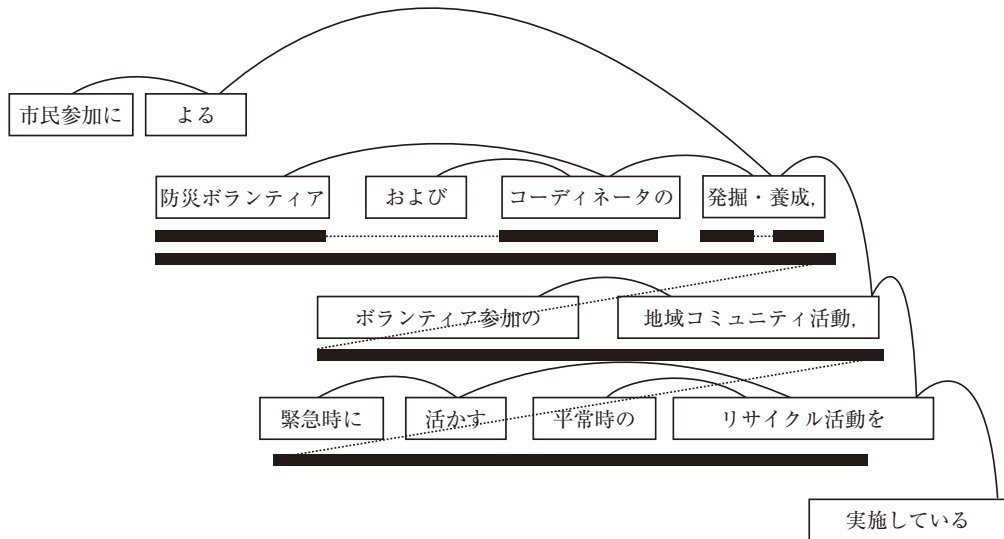 市民参加に よる
防災ボランティア および コーディネータの 発掘・養成,
ボランティア参加の 地域コミュニティ活動,
緊急時に 活かす 平常時の リサイクル活動を
実施している